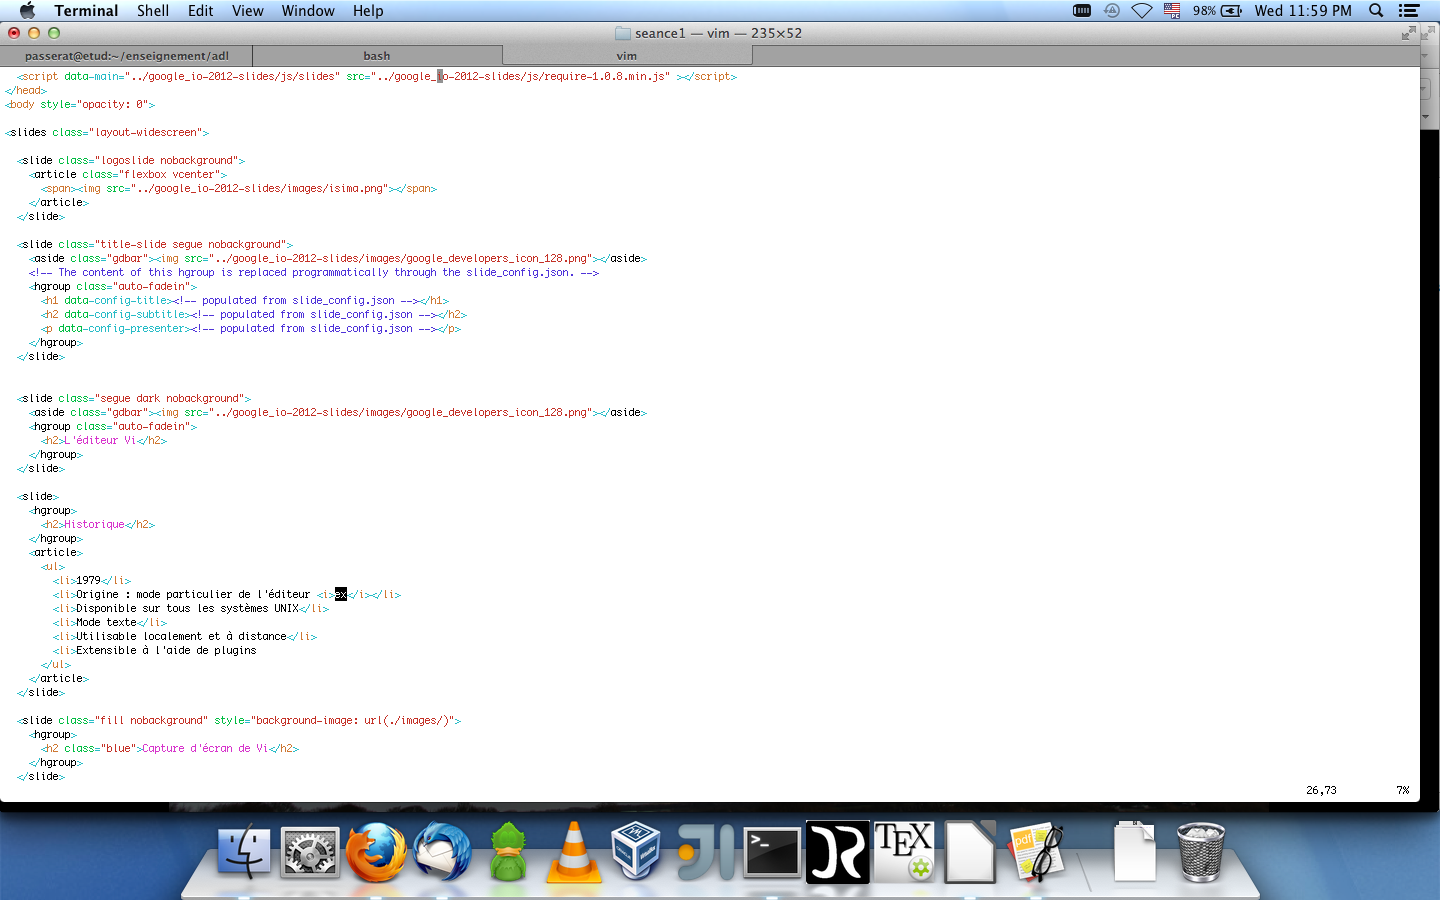 Terminal Shell Edit View Window Help 98% Wed 11:59 PM
seance1 — vim — 235×52
passerat@etud:~/enseignement/adl bash vim
<script data-main="../google_io-2012-slides/js/slides" src="../google_io-2012-slides/js/require-1.0.8.min.js" ></script>
</head>
<body style="opacity: 0">
<slides class="layout-widescreen">
<slide class="logoslide nobackground">
<article class="flexbox vcenter">
<span><img src="../google_io-2012-slides/images/isima.png"></span>
</article>
</slide>
<slide class="title-slide segue nobackground">
<aside class="gdbar"><img src="../google_io-2012-slides/images/google_developers_icon_128.png"></aside>
<!-- The content of this hgroup is replaced programmatically through the slide_config.json. -->
<hgroup class="auto-fadein">
<h1 data-config-title><!-- populated from slide_config.json --></h1>
<h2 data-config-subtitle><!-- populated from slide_config.json --></h2>
<p data-config-presenter><!-- populated from slide_config.json --></p>
</hgroup>
</slide>
<slide class="segue dark nobackground">
<aside class="gdbar"><img src="../google_io-2012-slides/images/google_developers_icon_128.png"></aside>
<hgroup class="auto-fadein">
<h2>L'éditeur Vi</h2>
</hgroup>
</slide>
<slide>
<hgroup>
<h2>Historique</h2>
</hgroup>
<article>
<ul>
<li>1979</li>
<li>Origine : mode particulier de l'éditeur <i>ex</i></li>
<li>Disponible sur tous les systèmes UNIX</li>
<li>Mode texte</li>
<li>Utilisable localement et à distance</li>
<li>Extensible à l'aide de plugins
</ul>
</article>
</slide>
<slide class="fill nobackground" style="background-image: url(./images/)">
<hgroup>
<h2 class="blue">Capture d'écran de Vi</h2>
</hgroup>
</slide>
26,73 7%
TEX
pdf